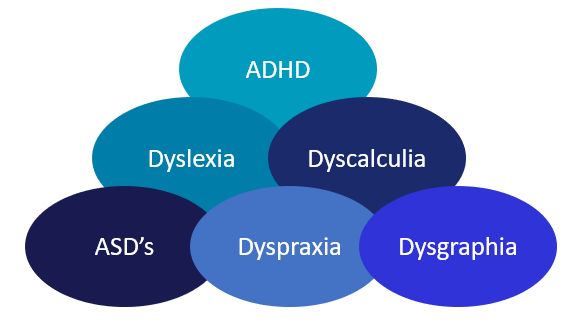 ADHD
Dyslexia
Dyscalculia
ASD’s
Dyspraxia
Dysgraphia